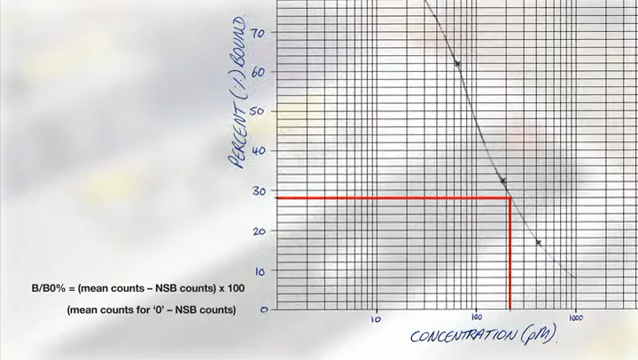 PERCENT (%) BOUND
70
60
50
40
30
20
10
0
10 100 1000
CONCENTRATION (pM).
B/B0% = (mean counts – NSB counts) x 100
(mean counts for '0' – NSB counts)